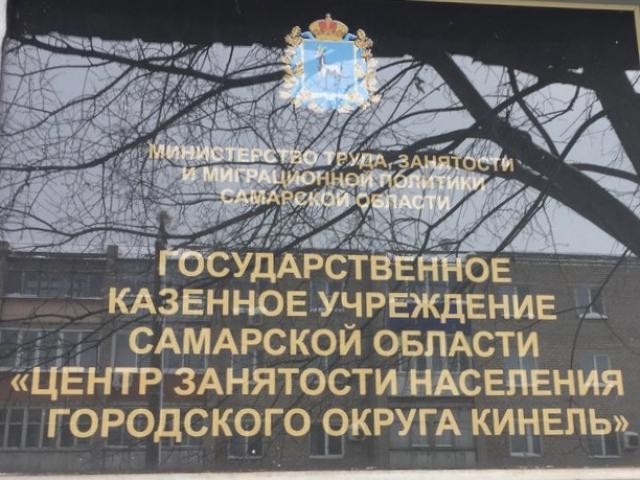 МИНИСТЕРСТВО ТРУДА, ЗАНЯТОСТИ
И МИГРАЦИОННОЙ ПОЛИТИКИ
САМАРСКОЙ ОБЛАСТИ
ГОСУДАРСТВЕННОЕ
КАЗЕННОЕ УЧРЕЖДЕНИЕ
САМАРСКОЙ ОБЛАСТИ
«ЦЕНТР ЗАНЯТОСТИ НАСЕЛЕНИЯ
ГОРОДСКОГО ОКРУГА КИНЕЛЬ»